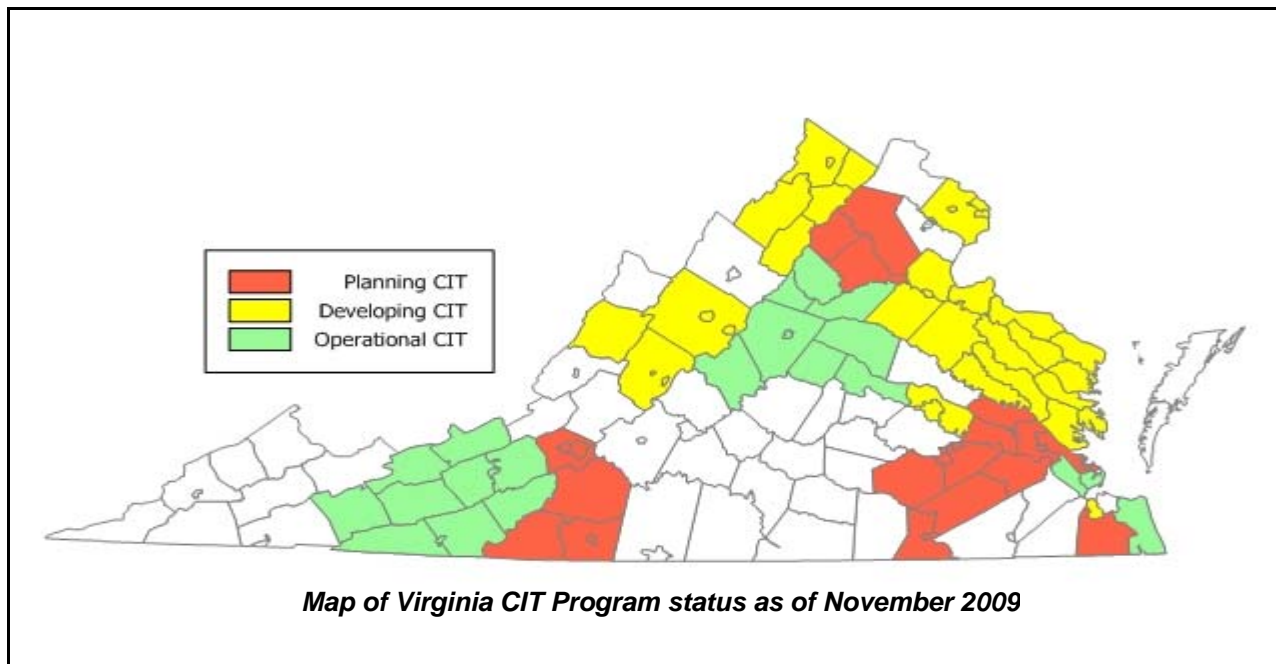 Planning CIT
Developing CIT
Operational CIT
Map of Virginia CIT Program status as of November 2009